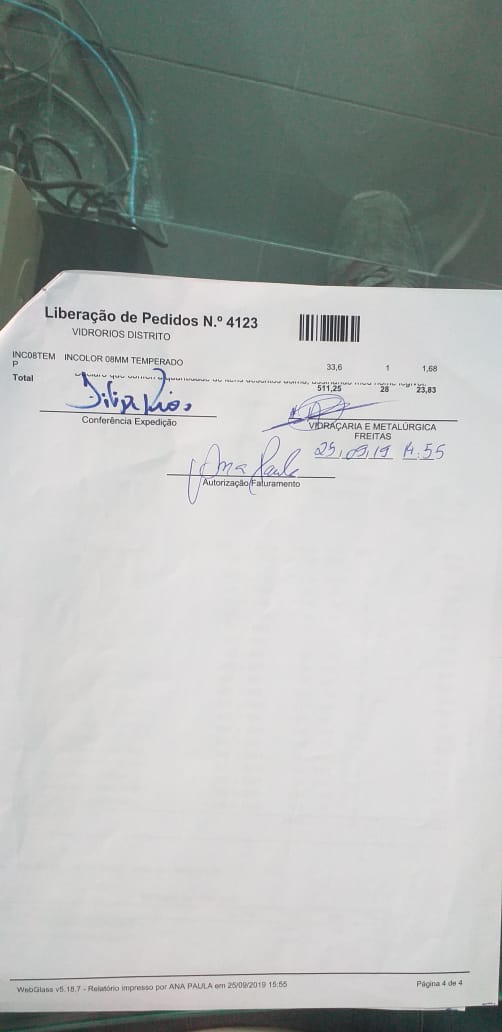 Liberação de Pedidos N.º 4123
VIDRORIOS DISTRITO
INC08TEM INCOLOR 08MM TEMPERADO 33,6 1 1,68
P
Total 511,25 28 23,83
Conferência Expedição
VIDRAÇARIA E METALÚRGICA
FREITAS
25,09,19 14:55
Ana Paula
Autorização/Faturamento
WebGlass v5.18.7 - Relatório impresso por ANA PAULA em 25/09/2019 15:55 Página 4 de 4